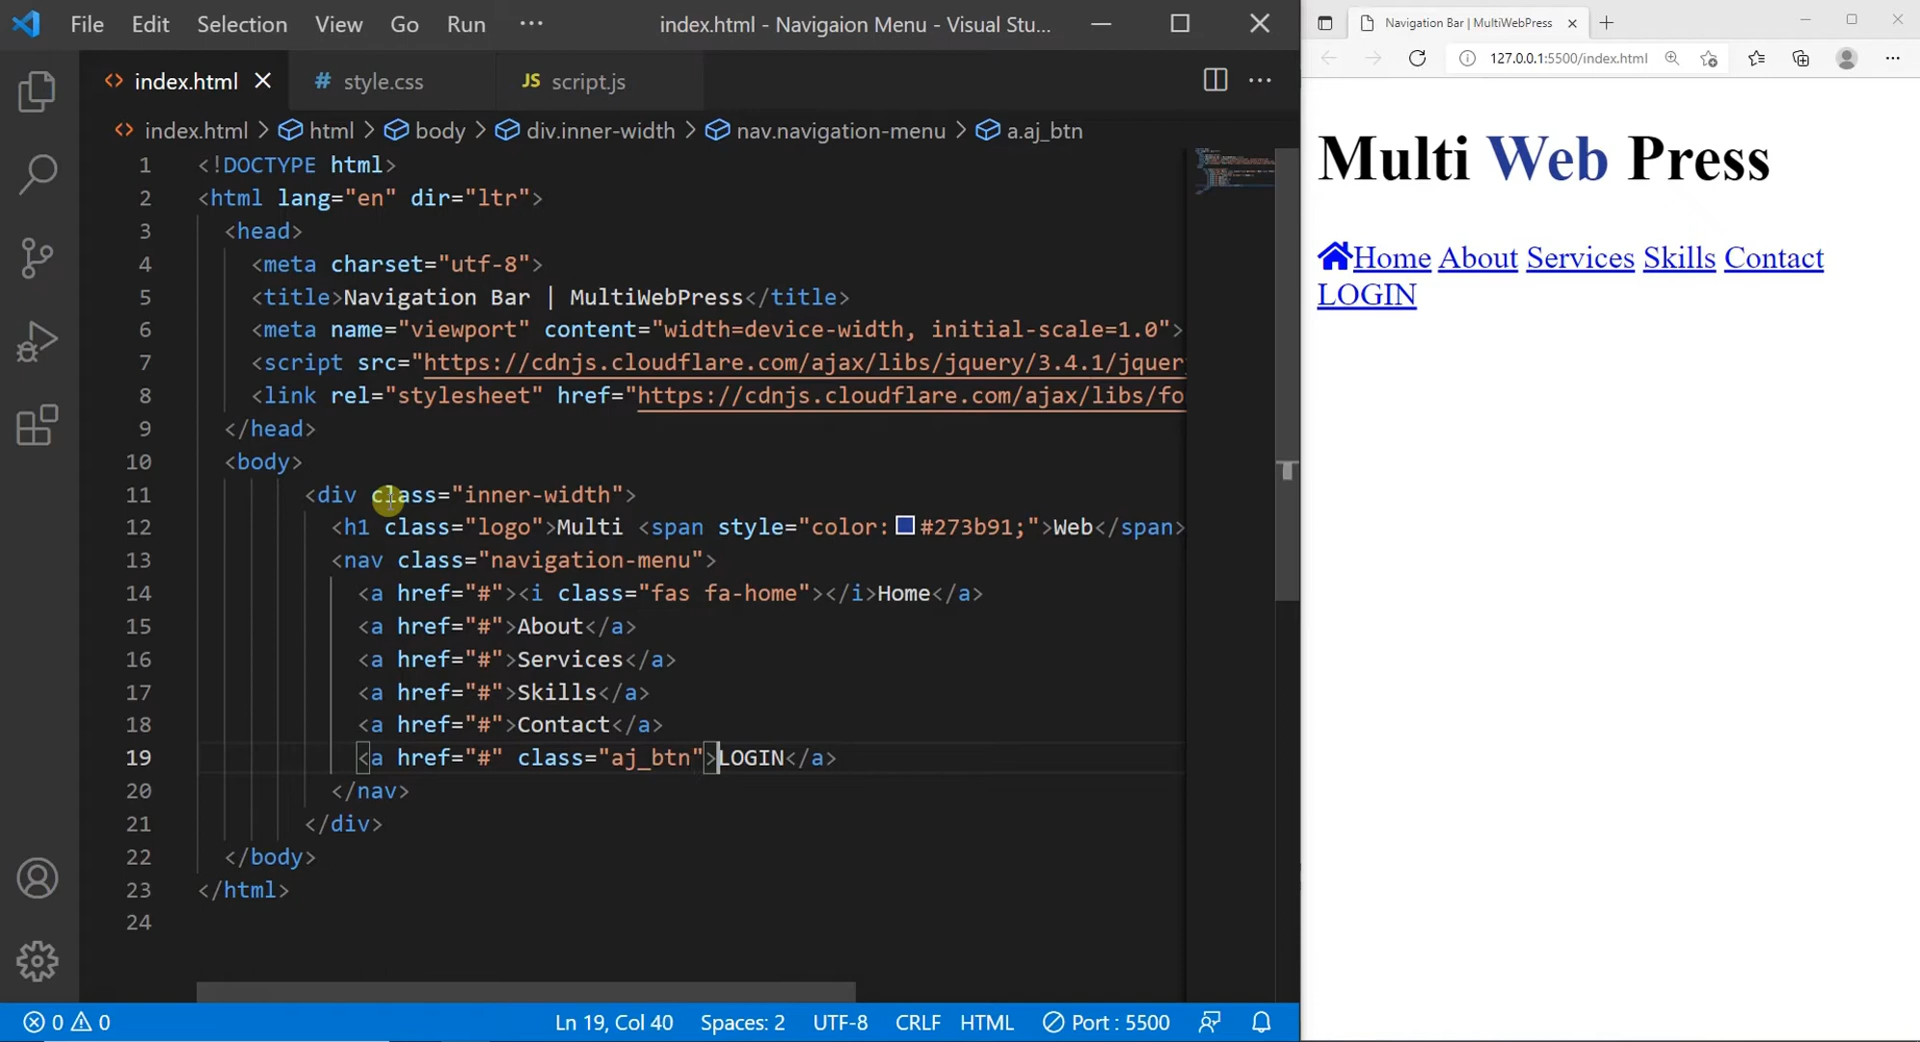 File Edit Selection View Go Run ··· index.html - Navigaion Menu - Visual Stu...
index.html style.css JS script.js
index.html > html > body > div.inner-width > nav.navigation-menu > a.aj_btn
1 <!DOCTYPE html>
2 <html lang="en" dir="ltr">
3 <head>
4 <meta charset="utf-8">
5 <title>Navigation Bar | MultiWebPress</title>
6 <meta name="viewport" content="width=device-width, initial-scale=1.0">
7 <script src="https://cdnjs.cloudflare.com/ajax/libs/jquery/3.4.1/jquery
8 <link rel="stylesheet" href="https://cdnjs.cloudflare.com/ajax/libs/fo
9 </head>
10 <body>
11 <div class="inner-width">
12 <h1 class="logo">Multi <span style="color:#273b91;">Web</span>
13 <nav class="navigation-menu">
14 <a href="#"><i class="fas fa-home"></i>Home</a>
15 <a href="#">About</a>
16 <a href="#">Services</a>
17 <a href="#">Skills</a>
18 <a href="#">Contact</a>
19 <a href="#" class="aj_btn">LOGIN</a>
20 </nav>
21 </div>
22 </body>
23 </html>
24
0 0 Ln 19, Col 40 Spaces: 2 UTF-8 CRLF HTML Port : 5500
Navigation Bar | MultiWebPress
127.0.0.1:5500/index.html
Multi Web Press
Home About Services Skills Contact
LOGIN